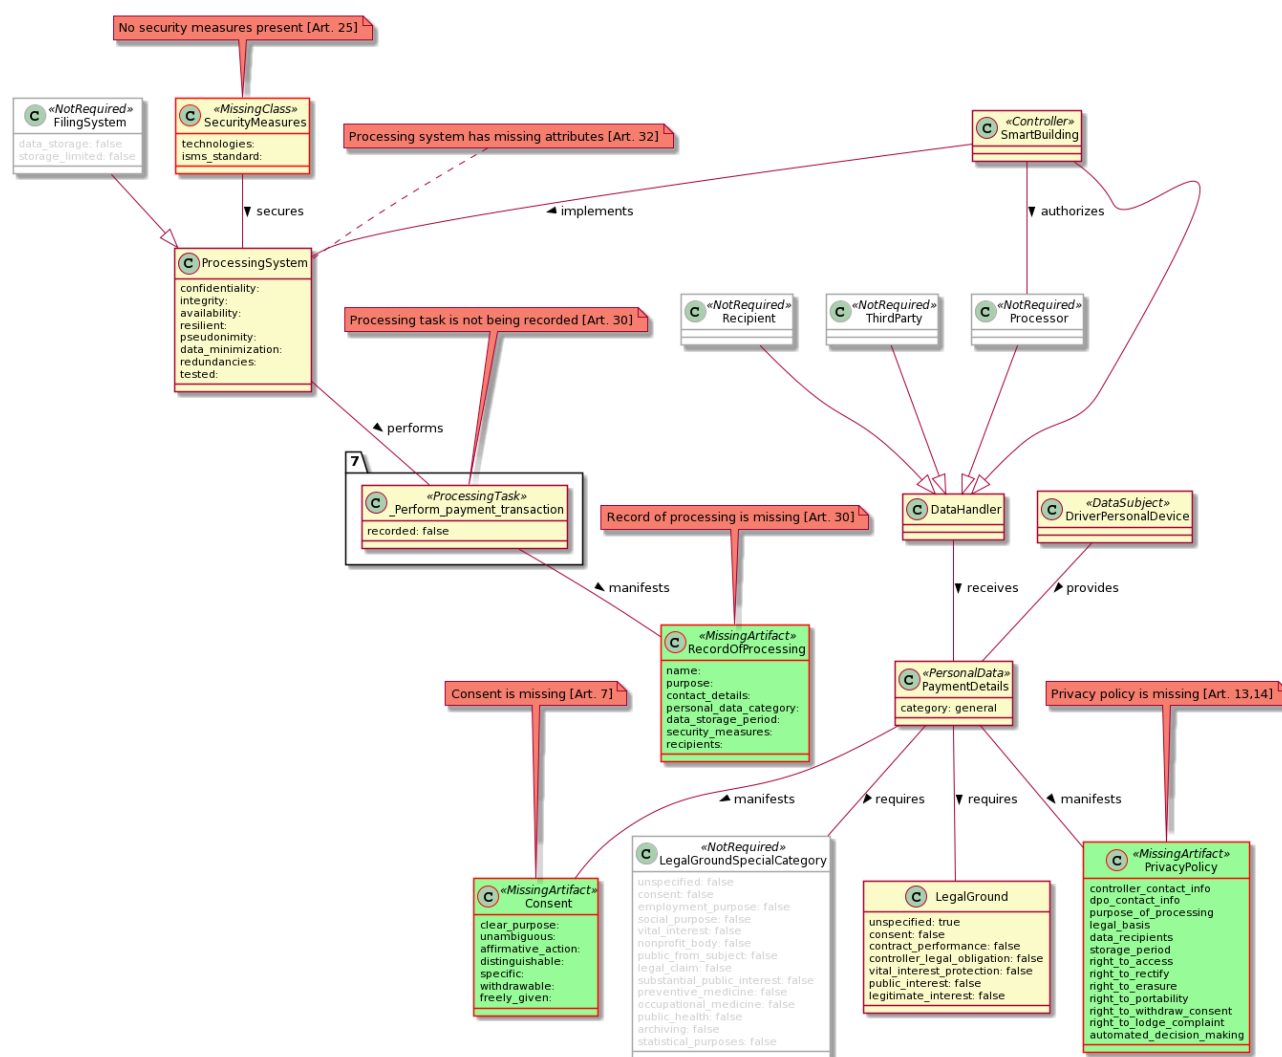 No security measures present [Art. 25]
C «NotRequired»
FilingSystem
data_storage: false
storage_limited: false
C «MissingClass»
SecurityMeasures
technologies:
isms_standard:
Processing system has missing attributes [Art. 32]
C «Controller»
SmartBuilding
secures
implements
authorizes
C ProcessingSystem
confidentiality:
integrity:
availability:
resilient:
pseudonimity:
data_minimization:
redundancies:
tested:
C «NotRequired»
Recipient
C «NotRequired»
ThirdParty
C «NotRequired»
Processor
Processing task is not being recorded [Art. 30]
performs
7
C «ProcessingTask»
_Perform_payment_transaction
recorded: false
Record of processing is missing [Art. 30]
C DataHandler
C «DataSubject»
DriverPersonalDevice
manifests
receives
provides
C «MissingArtifact»
RecordOfProcessing
name:
purpose:
contact_details:
personal_data_category:
data_storage_period:
security_measures:
recipients:
C «PersonalData»
PaymentDetails
category: general
Consent is missing [Art. 7]
Privacy policy is missing [Art. 13,14]
manifests
requires
requires
manifests
C «MissingArtifact»
Consent
clear_purpose:
unambiguous:
affirmative_action:
distinguishable:
specific:
withdrawable:
freely_given:
C «NotRequired»
LegalGroundSpecialCategory
unspecified: false
consent: false
employment_purpose: false
social_purpose: false
vital_interest: false
nonprofit_body: false
public_from_subject: false
legal_claim: false
substantial_public_interest: false
preventive_medicine: false
occupational_medicine: false
public_health: false
archiving: false
statistical_purposes: false
C LegalGround
unspecified: true
consent: false
contract_performance: false
controller_legal_obligation: false
vital_interest_protection: false
public_interest: false
legitimate_interest: false
C «MissingArtifact»
PrivacyPolicy
controller_contact_info
dpo_contact_info
purpose_of_processing
legal_basis
data_recipients
storage_period
right_to_access
right_to_rectify
right_to_erasure
right_to_portability
right_to_withdraw_consent
right_to_lodge_complaint
automated_decision_making